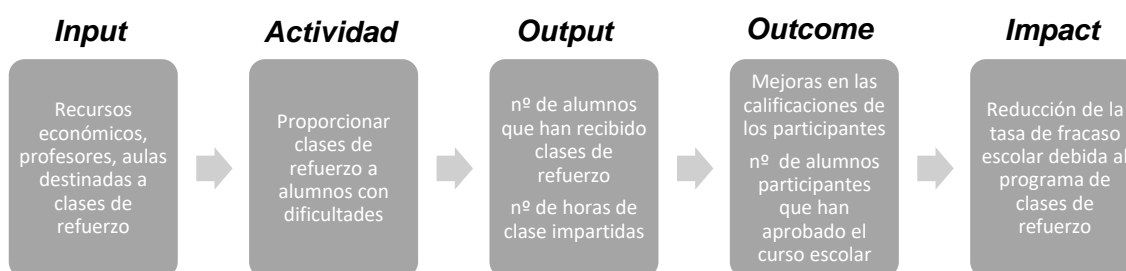 Input
Recursos
económicos,
profesores, aulas
destinadas a
clases de
refuerzo
Actividad
Proporcionar
clases de
refuerzo a
alumnos con
dificultades
Output
nº de alumnos
que han recibido
clases de
refuerzo
nº de horas de
clase impartidas
Outcome
Mejoras en las
calificaciones de
los participantes
nº de alumnos
participantes
que han
aprobado el
curso escolar
Impact
Reducción de la
tasa de fracaso
escolar debida al
programa de
clases de
refuerzo